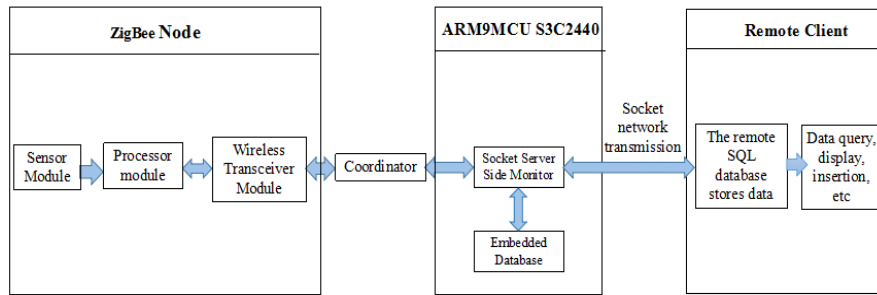 ZigBee Node
Sensor
Module
Processor
module
Wireless
Transceiver
Module
Coordinator
ARM9MCU S3C2440
Socket Server
Side Monitor
Embedded
Database
Socket
network
transmission
Remote Client
The remote
SQL
database
stores data
Data query,
display,
insertion,
etc